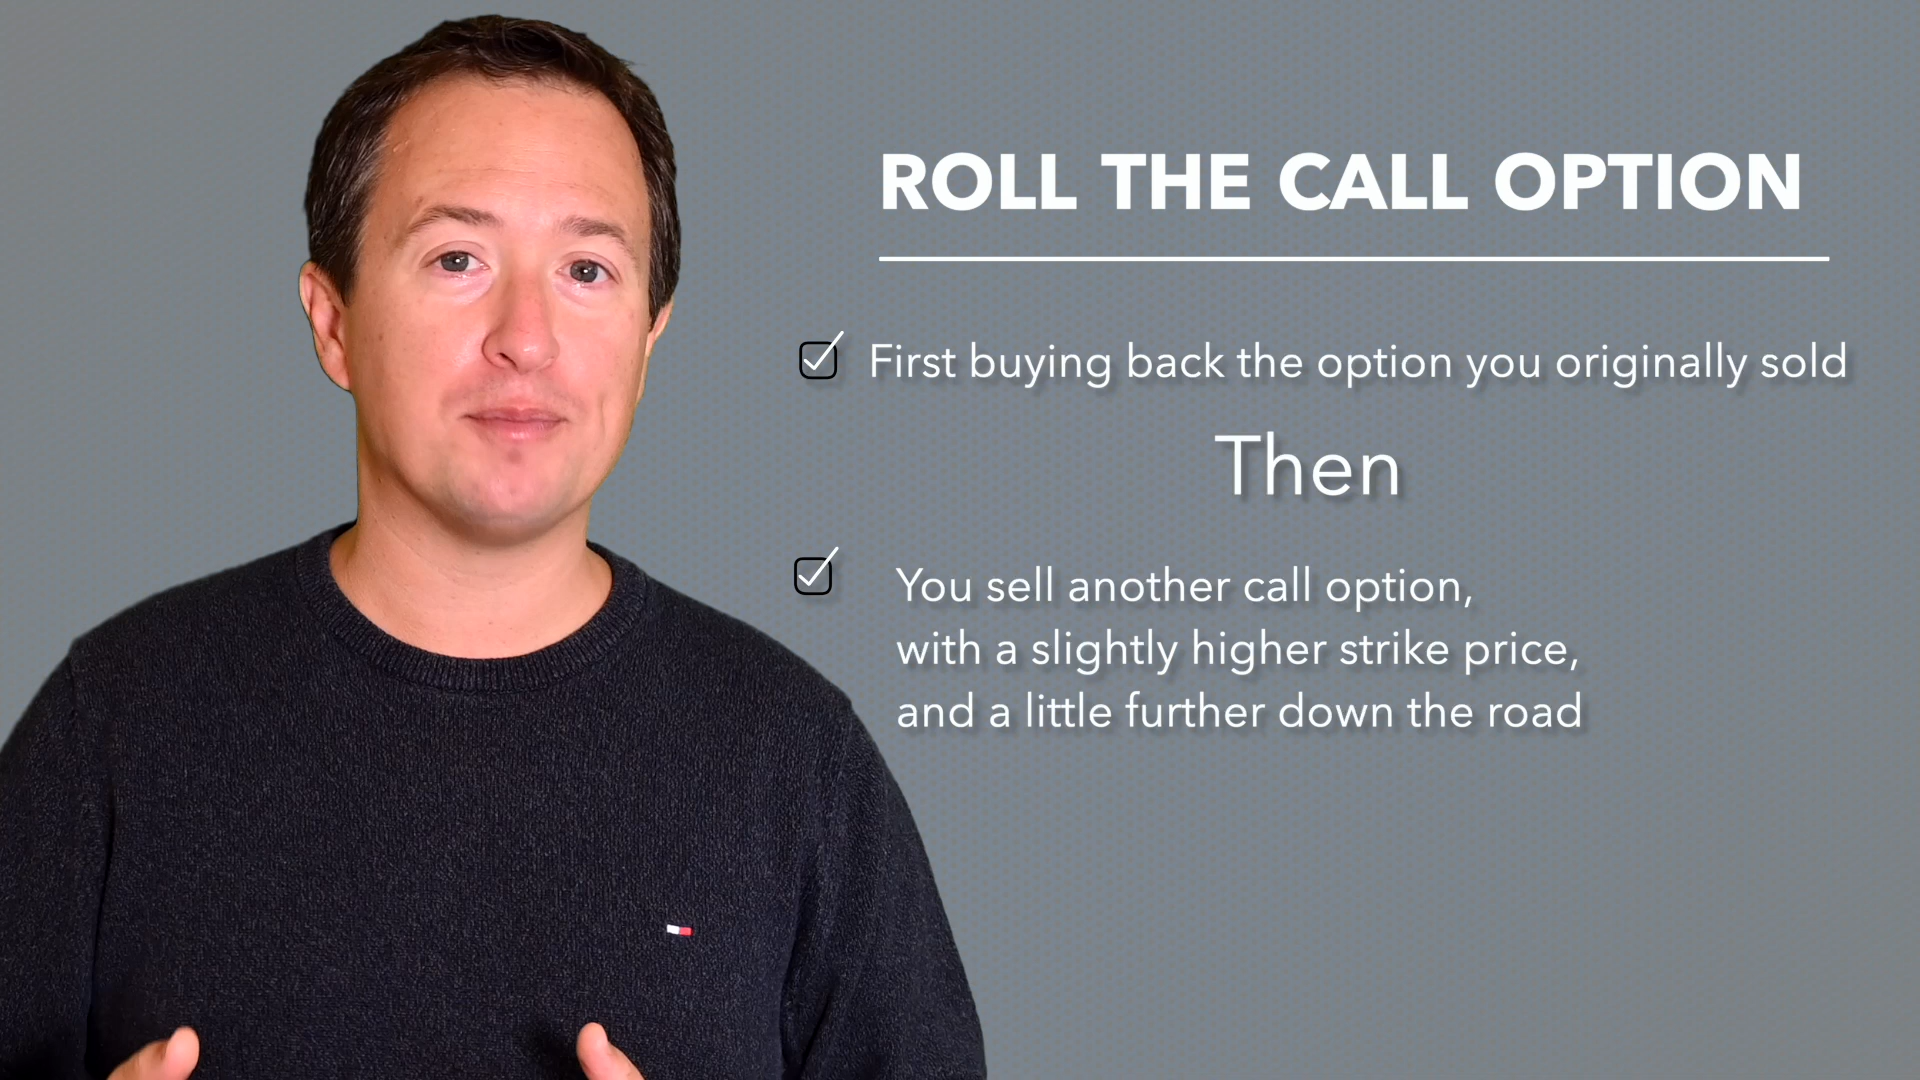 ROLL THE CALL OPTION
First buying back the option you originally sold
Then
You sell another call option,
with a slightly higher strike price,
and a little further down the road